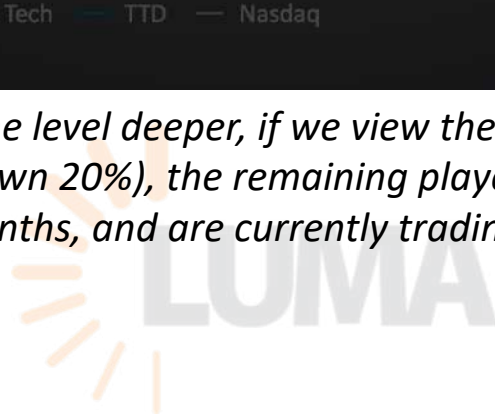 Tech TTD Nasdaq
e level deeper, if we view the
wn 20%), the remaining playe
nths, and are currently tradin
LUMA